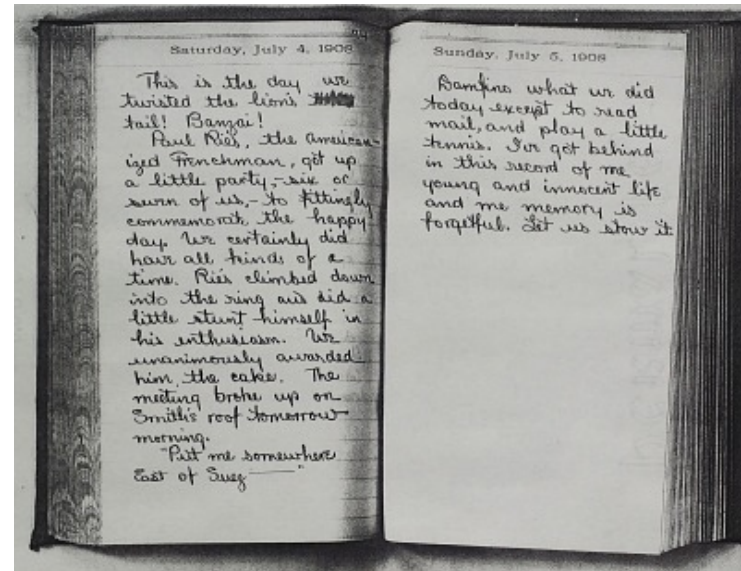 Saturday, July 4, 1908
This is the day we
twisted the lion's
tail! Banzai!
Paul Ries, the american-
ized Frenchman, got up
a little party,- six or
seven of us,- to fittingly
commemorate the happy
day. We certainly did
have all kinds of a
time. Ries climbed down
into the ring and did a
little stunt himself in
his enthusiasm. We
unanimously awarded
him the cake. The
meeting broke up on
Smith's roof tomorrow
morning.
"Put me somewhere
East of Suez —"
Sunday, July 5, 1908
what we did
today except to read
mail, and play a little
tennis. I've got behind
in this record of me
young and innocent life
and me memory is
forgetful. Let us stow it